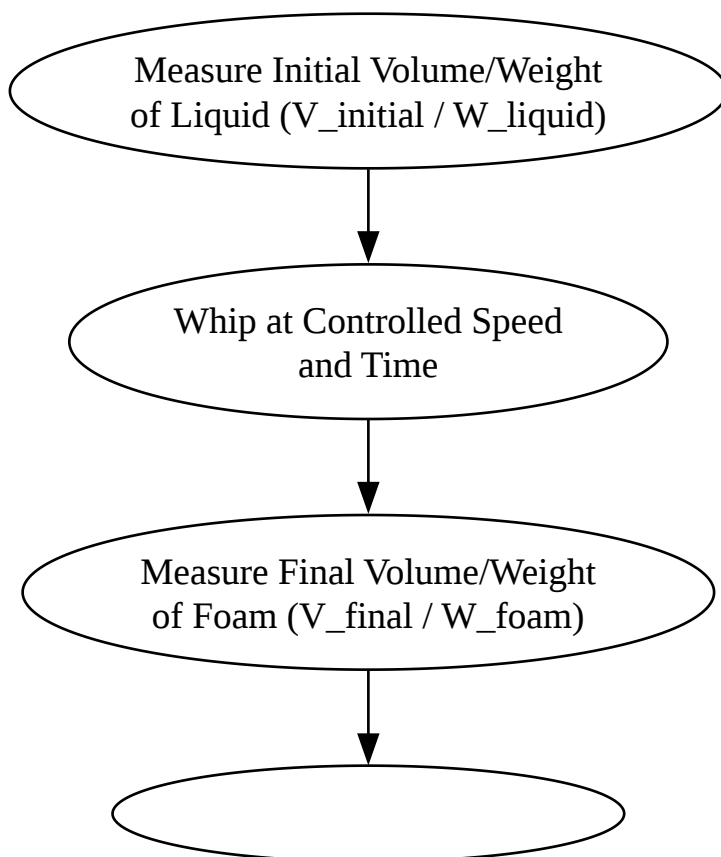 Measure Initial Volume/Weight
of Liquid (V_initial / W_liquid)
Whip at Controlled Speed
and Time
Measure Final Volume/Weight
of Foam (V_final / W_foam)